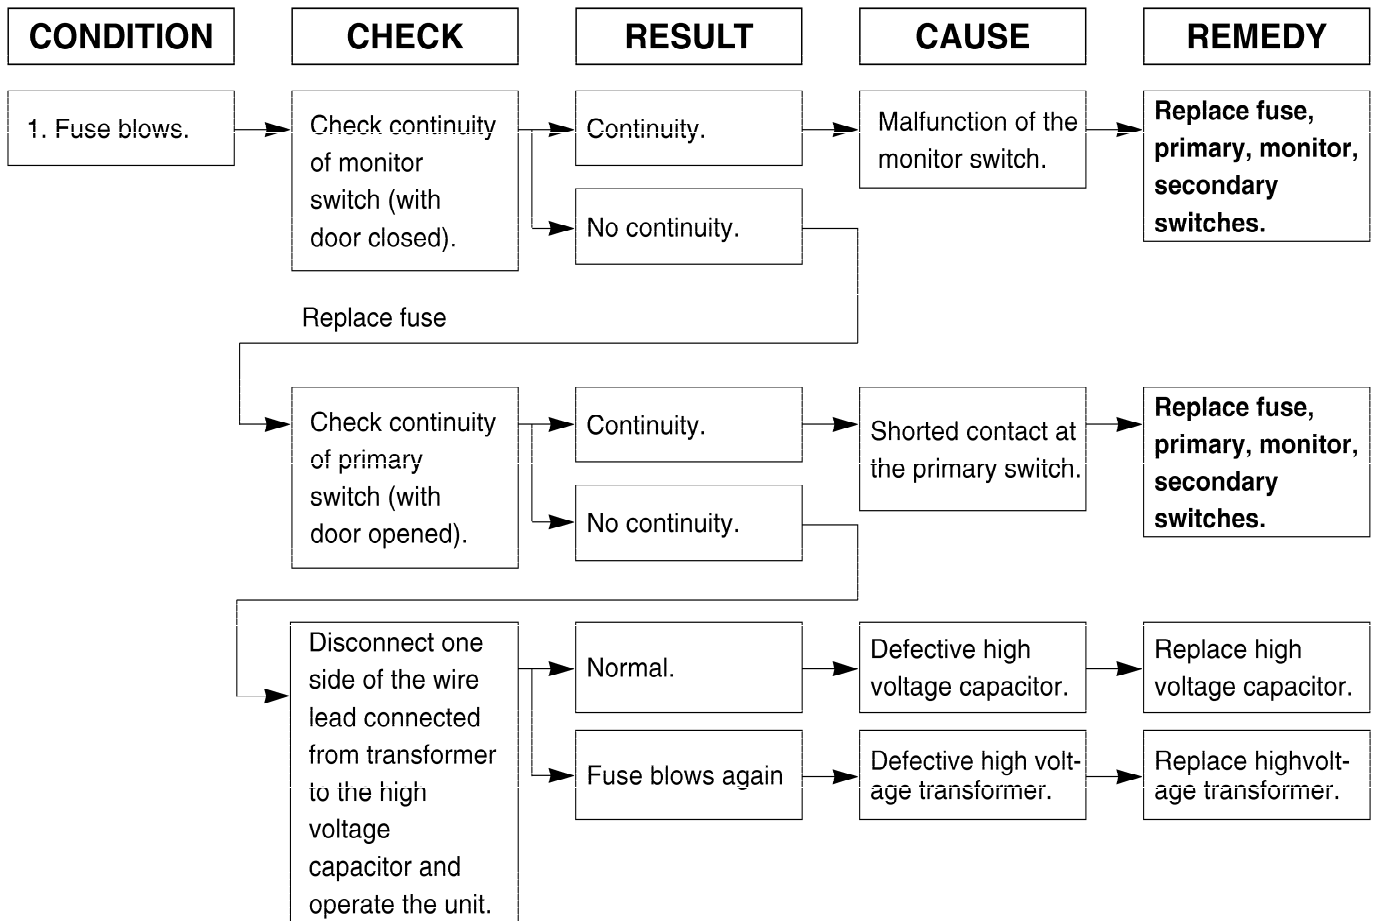 CONDITION
CHECK
RESULT
CAUSE
REMEDY
1. Fuse blows.
Check continuity
of monitor
switch (with
door closed).
Continuity.
Malfunction of the
monitor switch.
Replace fuse,
primary, monitor,
secondary
switches.
No continuity.
Replace fuse
Check continuity
of primary
switch (with
door opened).
Continuity.
Shorted contact at
the primary switch.
Replace fuse,
primary, monitor,
secondary
switches.
No continuity.
Disconnect one
side of the wire
lead connected
from transformer
to the high
voltage
capacitor and
operate the unit.
Normal.
Defective high
voltage capacitor.
Replace high
voltage capacitor.
Fuse blows again
Defective high volt-
age transformer.
Replace highvolt-
age transformer.